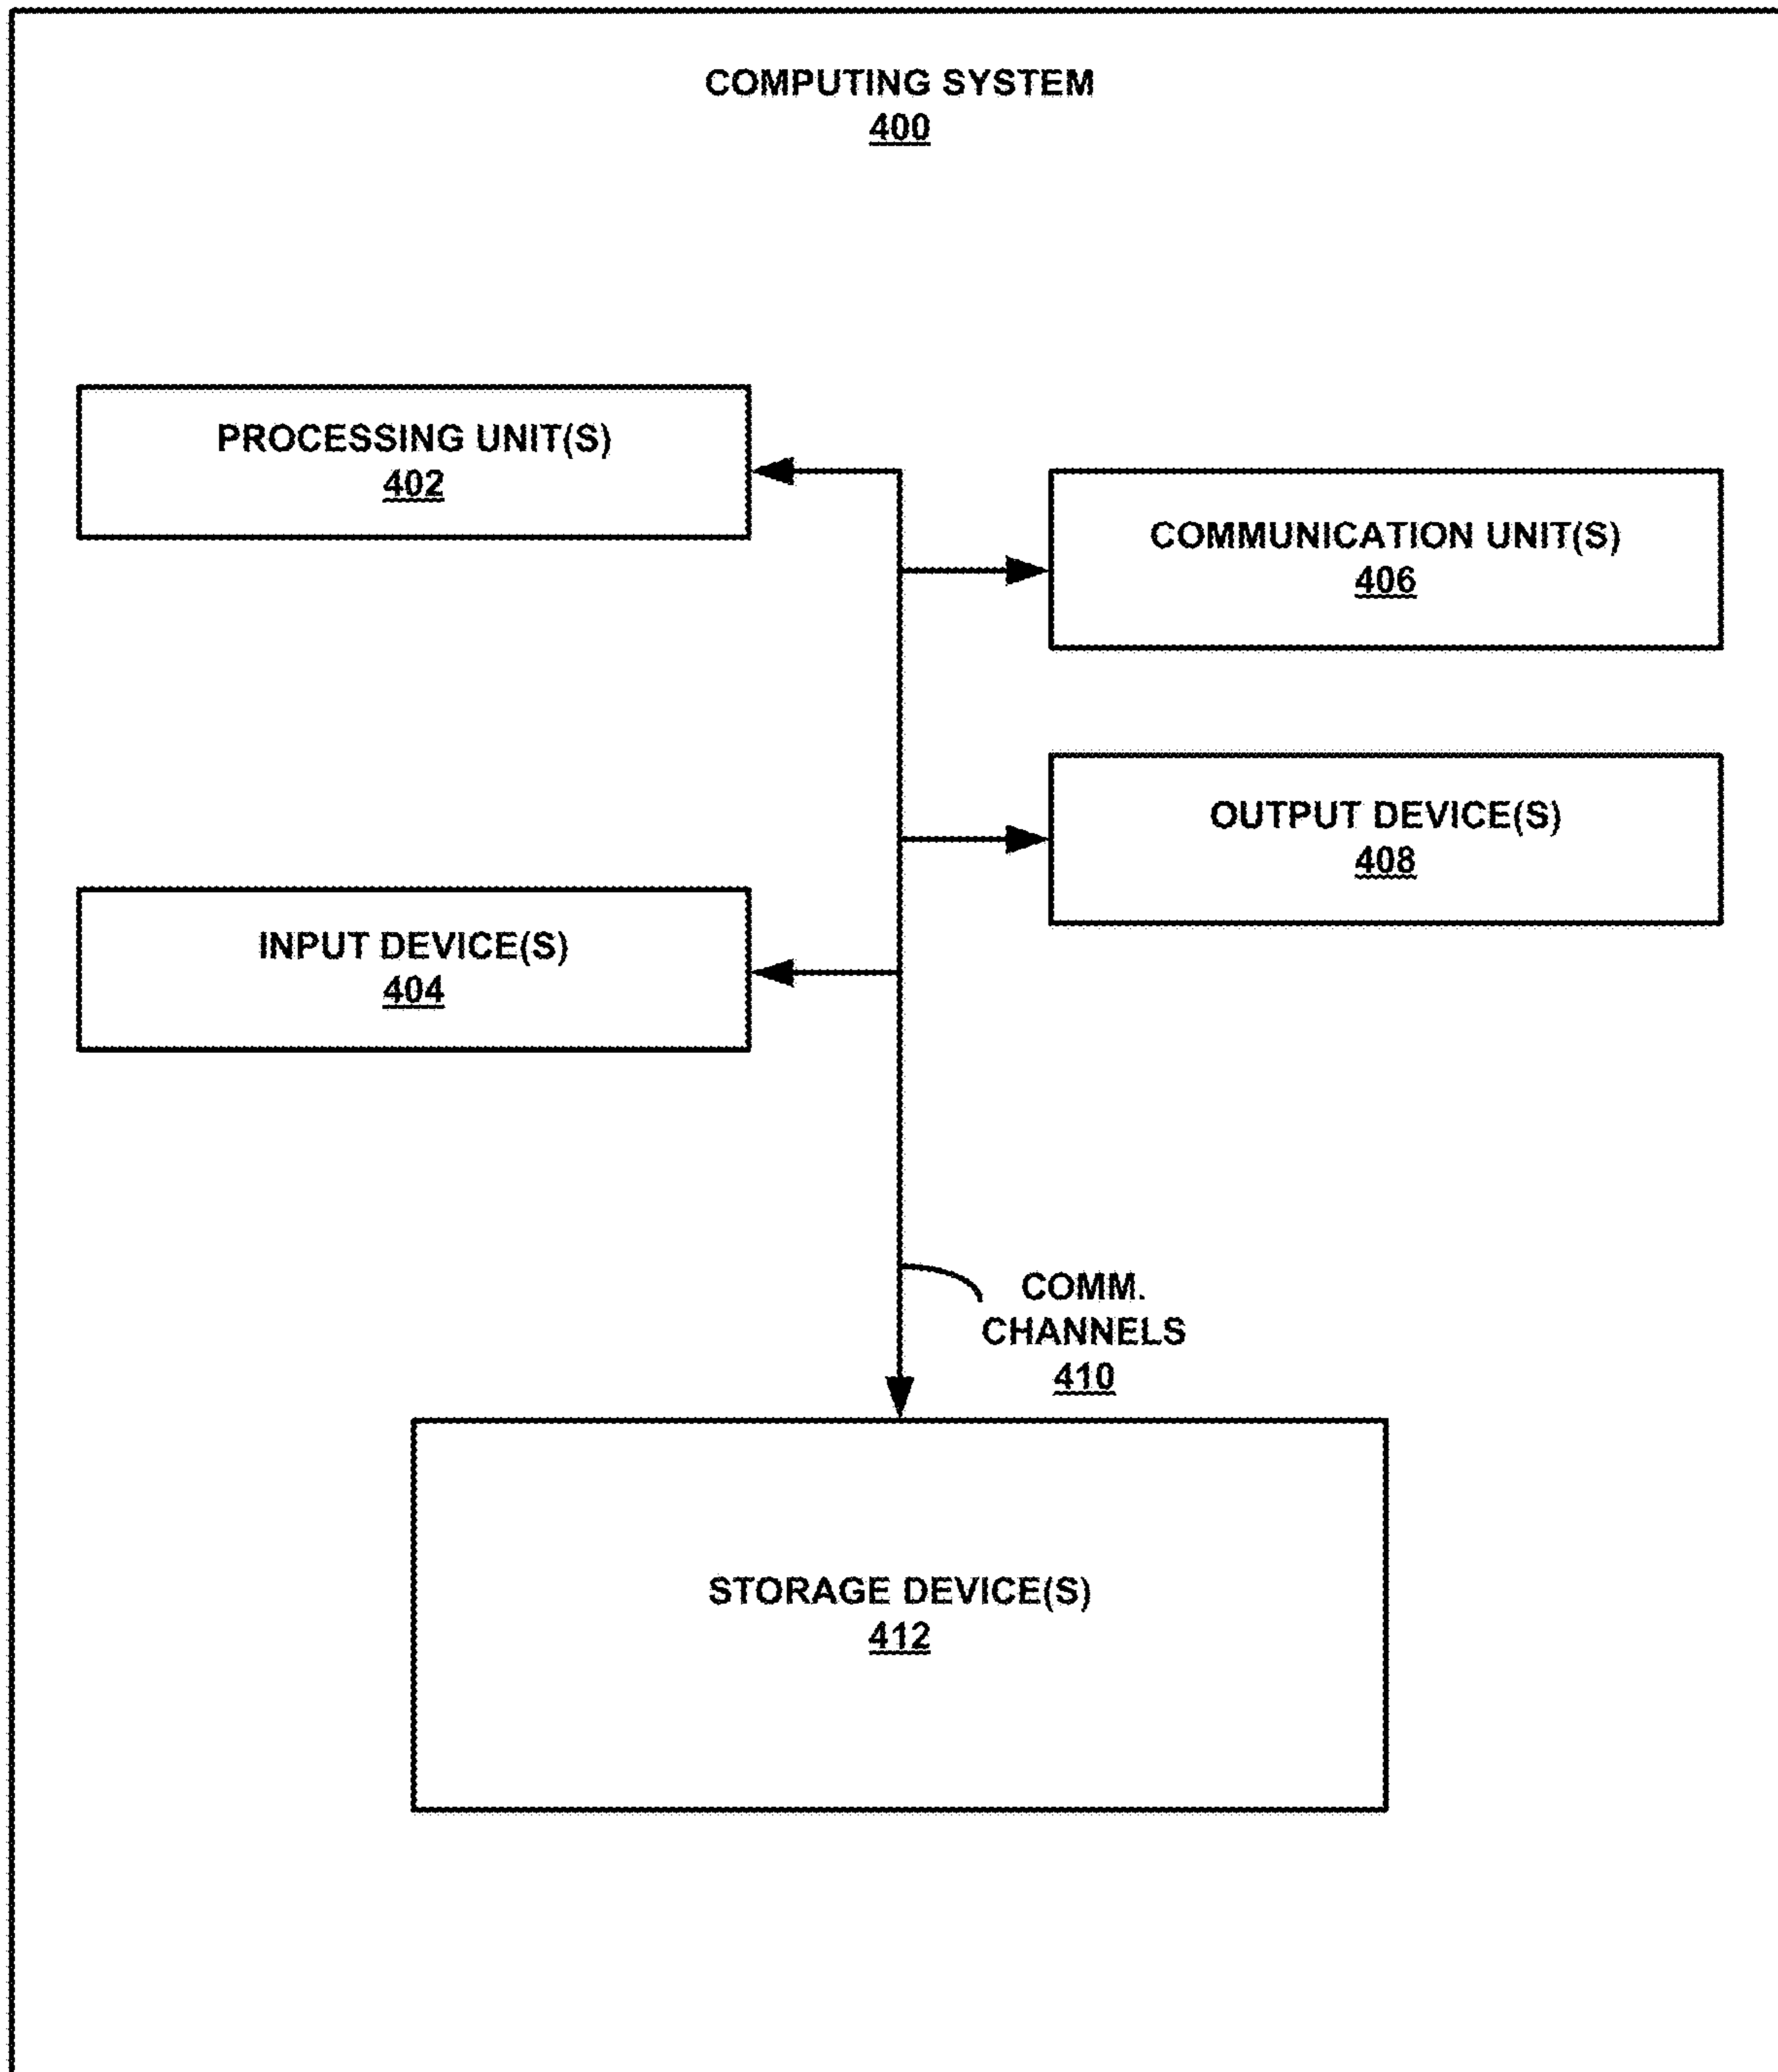 COMPUTING SYSTEM
400
PROCESSING UNIT(S)
402
COMMUNICATION UNIT(S)
406
OUTPUT DEVICE(S)
408
INPUT DEVICE(S)
404
COMM.
CHANNELS
410
STORAGE DEVICE(S)
412